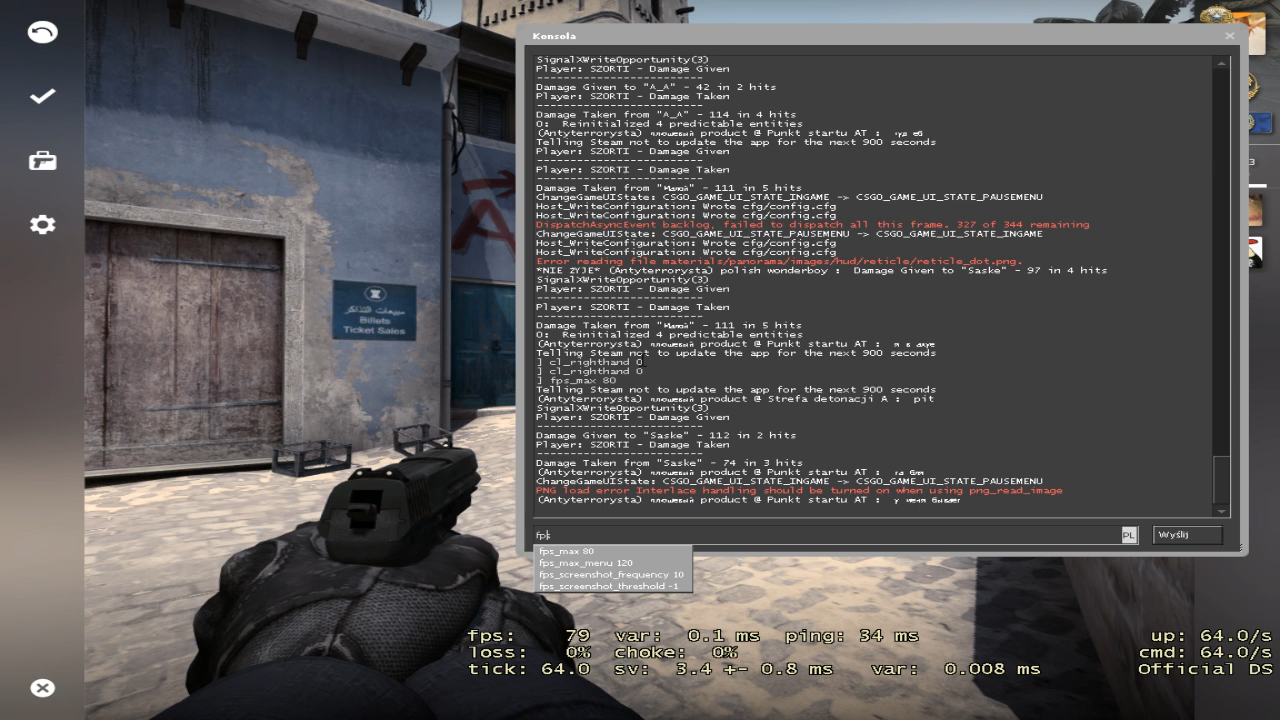 Konsola
SignalXWriteOpportunity(3)
Player: SZORTI - Damage Given
-------------------------
Damage Given to "A_A" - 42 in 2 hits
Player: SZORTI - Damage Taken
-------------------------
Damage Taken from "A_A" - 114 in 4 hits
0:  Reinitialized 4 predictable entities
(Antyterrorysta) плюшевый product @ Punkt startu AT :
Telling Steam not to update the app for the next 900 seconds
Player: SZORTI - Damage Given
-------------------------
Player: SZORTI - Damage Taken
-------------------------
Damage Taken from - 111 in 5 hits
ChangeGameUIState: CSGO_GAME_UI_STATE_INGAME -> CSGO_GAME_UI_STATE_PAUSEMENU
Host_WriteConfiguration: Wrote cfg/config.cfg
Host_WriteConfiguration: Wrote cfg/config.cfg
DispatchAsyncEvent backlog, failed to dispatch all this frame. 327 of 344 remaining
ChangeGameUIState: CSGO_GAME_UI_STATE_PAUSEMENU -> CSGO_GAME_UI_STATE_INGAME
Host_WriteConfiguration: Wrote cfg/config.cfg
Host_WriteConfiguration: Wrote cfg/config.cfg
Error reading file materials/panorama/images/hud/reticle/reticle_dot.png.
*NIE ŻYJE* (Antyterrorysta) polish wonderboy :  Damage Given to "Saske" - 97 in 4 hits
SignalXWriteOpportunity(3)
Player: SZORTI - Damage Given
-------------------------
Player: SZORTI - Damage Taken
-------------------------
Damage Taken from - 111 in 5 hits
0:  Reinitialized 4 predictable entities
(Antyterrorysta) плюшевый product @ Punkt startu AT :
Telling Steam not to update the app for the next 900 seconds
] cl_righthand 0
] cl_righthand 0
] fps_max 80
Telling Steam not to update the app for the next 900 seconds
(Antyterrorysta) плюшевый product @ Strefa detonacji A :  pit
SignalXWriteOpportunity(3)
Player: SZORTI - Damage Given
-------------------------
Damage Given to "Saske" - 112 in 2 hits
Player: SZORTI - Damage Taken
-------------------------
Damage Taken from "Saske" - 74 in 3 hits
(Antyterrorysta) плюшевый product @ Punkt startu AT :
ChangeGameUIState: CSGO_GAME_UI_STATE_INGAME -> CSGO_GAME_UI_STATE_PAUSEMENU
PNG load error Interlace handling should be turned on when using png_read_image
(Antyterrorysta) плюшевый product @ Punkt startu AT :  у меня
fp
PL
Wyślij
fps_max 80
fps_max_menu 120
fps_screenshot_frequency 10
fps_screenshot_threshold -1
مبيعات التذاكر
Billets
Ticket Sales
fps: 79 var: 0.1 ms ping: 34 ms
loss: 0% choke: 0%
tick: 64.0 sv: 3.4 +- 0.8 ms var: 0.008 ms
up: 64.0/s
cmd: 64.0/s
Official DS